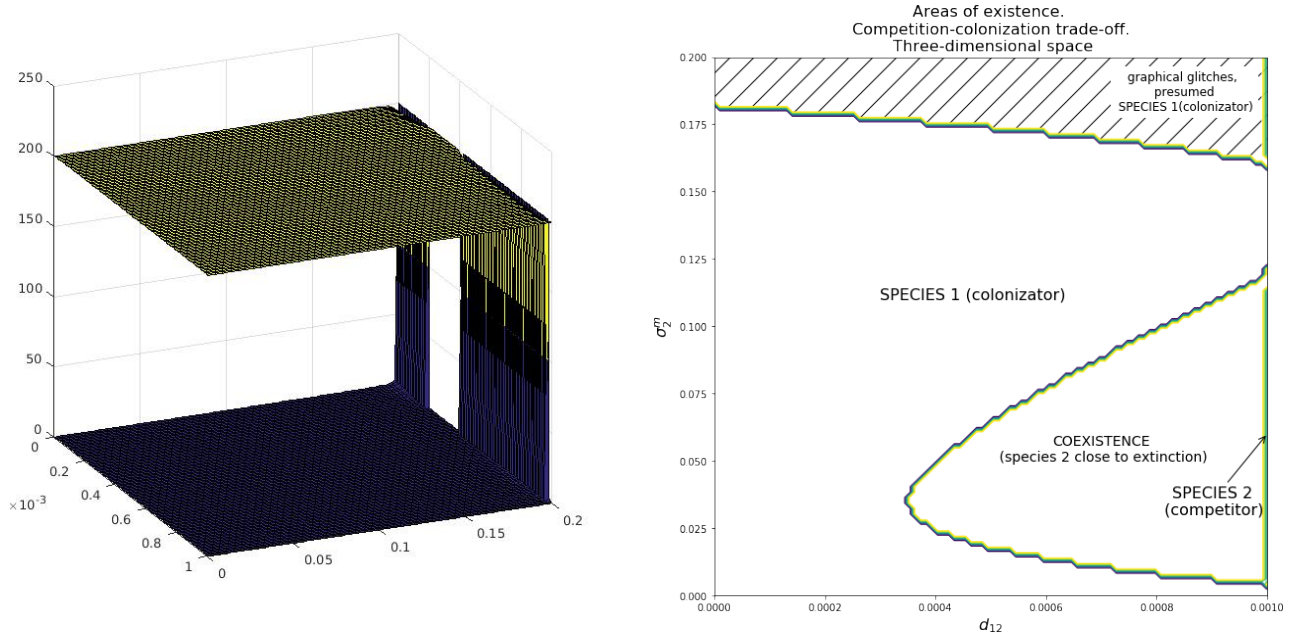 250
200
150
100
50
0
0
0.2
0.4
0.6
0.8
1
×10⁻³
0
0.05
0.1
0.15
0.2
Areas of existence.
Competition-colonization trade-off.
Three-dimensional space
graphical glitches,
presumed
SPECIES 1(colonizator)
SPECIES 1 (colonizator)
COEXISTENCE
(species 2 close to extinction)
SPECIES 2
(competitor)
0.200
0.175
0.150
0.125
0.100
0.075
0.050
0.025
0.000
σ₂ᵐ
0.0000
0.0002
0.0004
0.0006
0.0008
0.0010
d₁₂